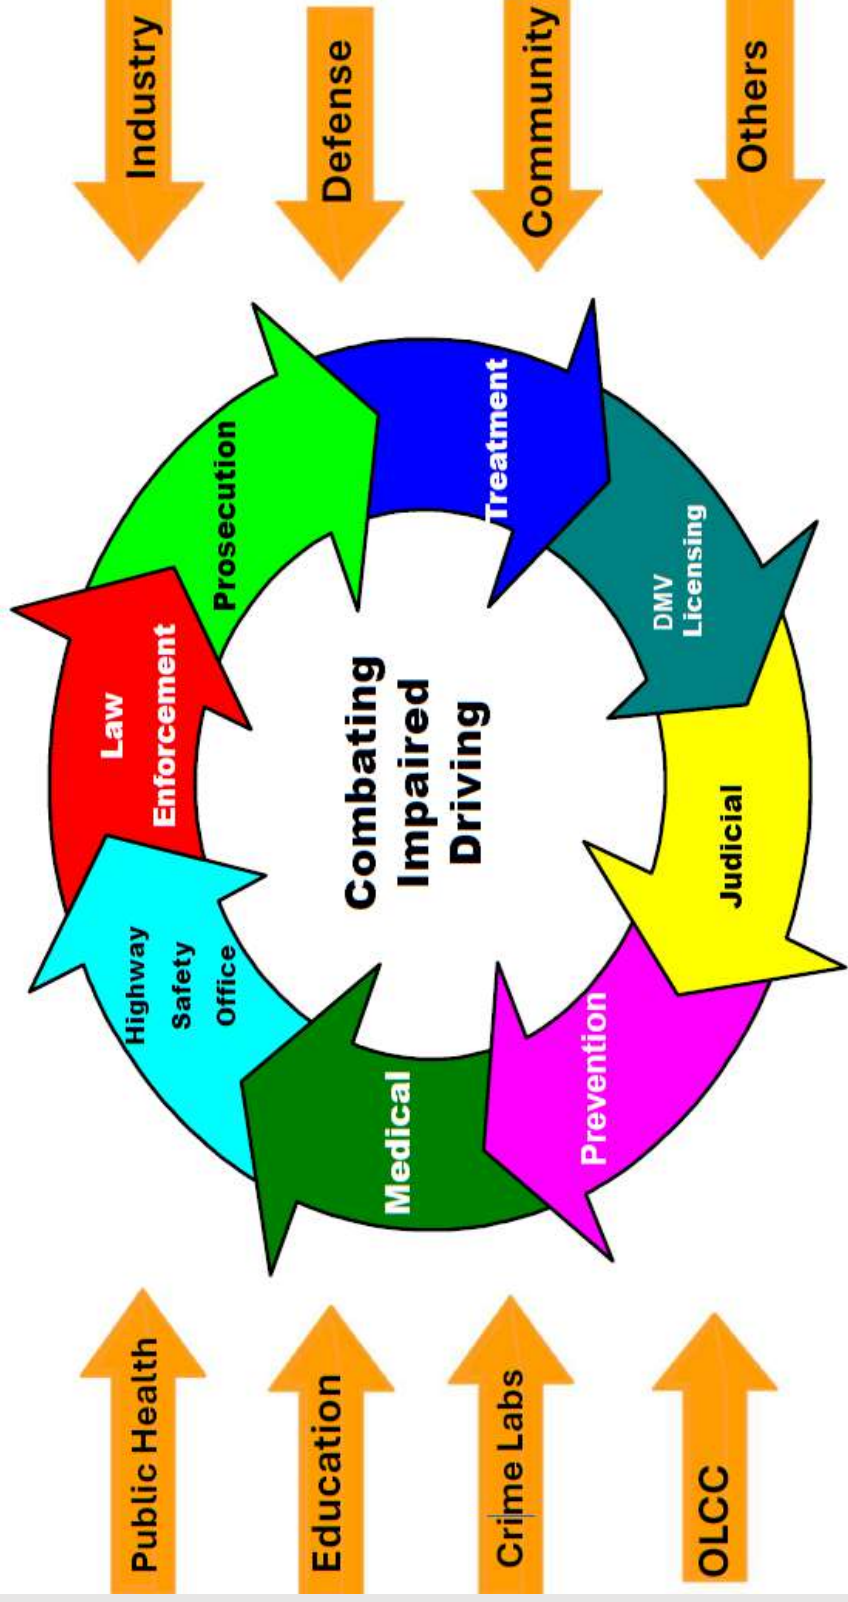 Public Health
Education
Crime Labs
OLCC
Combating
Impaired
Driving
Law
Enforcement
Prosecution
Treatment
DMV
Licensing
Judicial
Prevention
Medical
Highway
Safety
Office
Industry
Defense
Community
Others